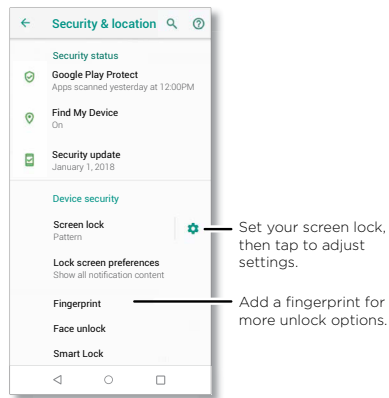 Security & location
Security status
Google Play Protect
Apps scanned yesterday at 12:00PM
Find My Device
On
Security update
January 1, 2018
Device security
Screen lock
Pattern
Set your screen lock,
then tap to adjust
settings.
Lock screen preferences
Show all notification content
Fingerprint
Add a fingerprint for
more unlock options.
Face unlock
Smart Lock